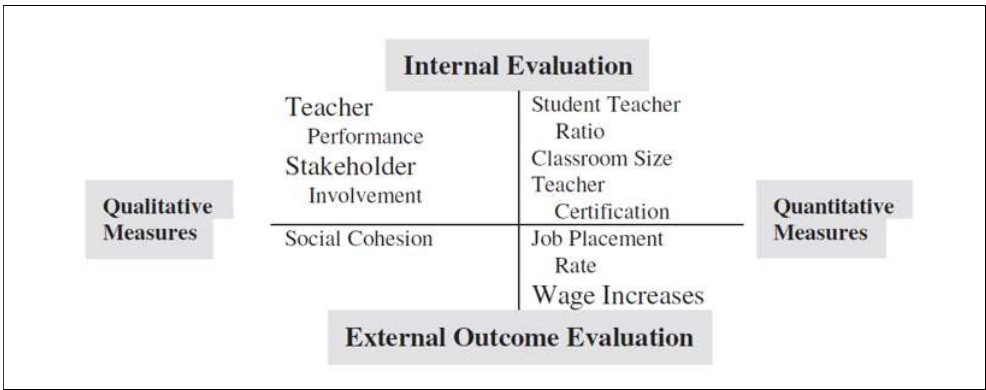 Internal Evaluation
Teacher
Performance
Stakeholder
Involvement
Student Teacher
Ratio
Classroom Size
Teacher
Certification
Qualitative
Measures
Quantitative
Measures
Social Cohesion
Job Placement
Rate
Wage Increases
External Outcome Evaluation